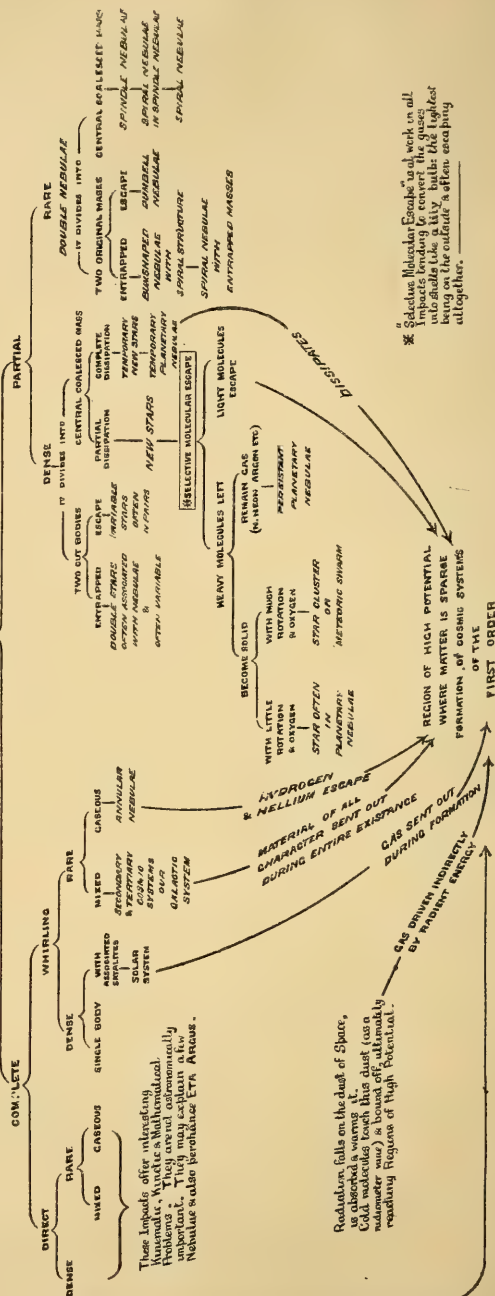 COMPLETE
PARTIAL
DIRECT
WHIRLING
DENSE
RARE
DENSE
RARE
MIXED
GASEOUS
SINGLE BODY
WITH
ASSOCIATED
SATALITES
SOLAR
SYSTEM
MIXED
SECONDARY
& TERTIARY
COSMIC
SYSTEMS
OUR
GALACTIC
SYSTEM
GASEOUS
ANNULAR
NEBULAE
These Impacts offer interesting
Kinematic, Kinetic & Mathematical
Problems. They are not astronomically
important. They may explain a few
Nebulae & also perchance ETA ARGUS.
DENSE
IT DIVIDES INTO
TWO CUT BODIES
CENTRAL COALESCED MASS
ENTRAPPED
DOUBLE STARS
OFTEN ASSOCIATED
WITH NEBULAE
&
OFTEN VARIABLE
ESCAPE
VARIABLE
STARS
OFTEN
IN PAIRS
PARTIAL
DISSIPATION
NEW STARS
COMPLETE
DISSIPATION
TEMPORARY
NEW STARS
TEMPORARY
PLANETARY
NEBULAE
RARE
DOUBLE NEBULAE
IT DIVIDES INTO
TWO ORIGINAL MASES
CENTRAL COALESCED MASS
ENTRAPPED
BUNSHAPED
NEBULAE
WITH
SPIRAL STRUCTURE
SPIRAL NEBULAE
WITH
ENTRAPPED MASSES
ESCAPE
DUMBELL
NEBULAE
SPINDLE NEBULAE
SPIRAL NEBULAE
IN SPINDLE NEBULAE
SPIRAL NEBULAE
※SELECTIVE MOLECULAR ESCAPE
HEAVY MOLECULES LEFT
LIGHT MOLECULES
ESCAPE
BECOME SOLID
REMAIN GAS
(N. NEON ARGON ETC)
PERSISTANT
PLANETARY
NEBULAE
WITH LITTLE
ROTATION
& OXYGEN
STAR OFTEN
IN
PLANETARY
NEBULAE
WITH MUCH
ROTATION
& OXYGEN
STAR CLUSTER
OR
METEORIC SWARM
DISSIPATES
HYDROGEN
& HELLIUM ESCAPE
MATERIAL OF ALL
CHARACTER SENT OUT
DURING ENTIRE EXISTANCE
GAS SENT OUT
DURING FORMATION
GAS DRIVEN INDIRECTLY
BY RADIENT ENERGY
REGION OF HIGH POTENTIAL
WHERE MATTER IS SPARSE
FORMATION OF COSMIC SYSTEMS
OF THE
FIRST ORDER
Radiation falls on the dust of Space,
is absorbed & warms it.
Cold molecules touch this dust (as a
radiometer vane) & bound off, ultimately
reaching Regions of High Potential.
※ "Selective Molecular Escape" is at work in all
Impacts tending to convert the gases
into shells like a lily bulb: the lightest
being on the outside & often escaping
altogether.